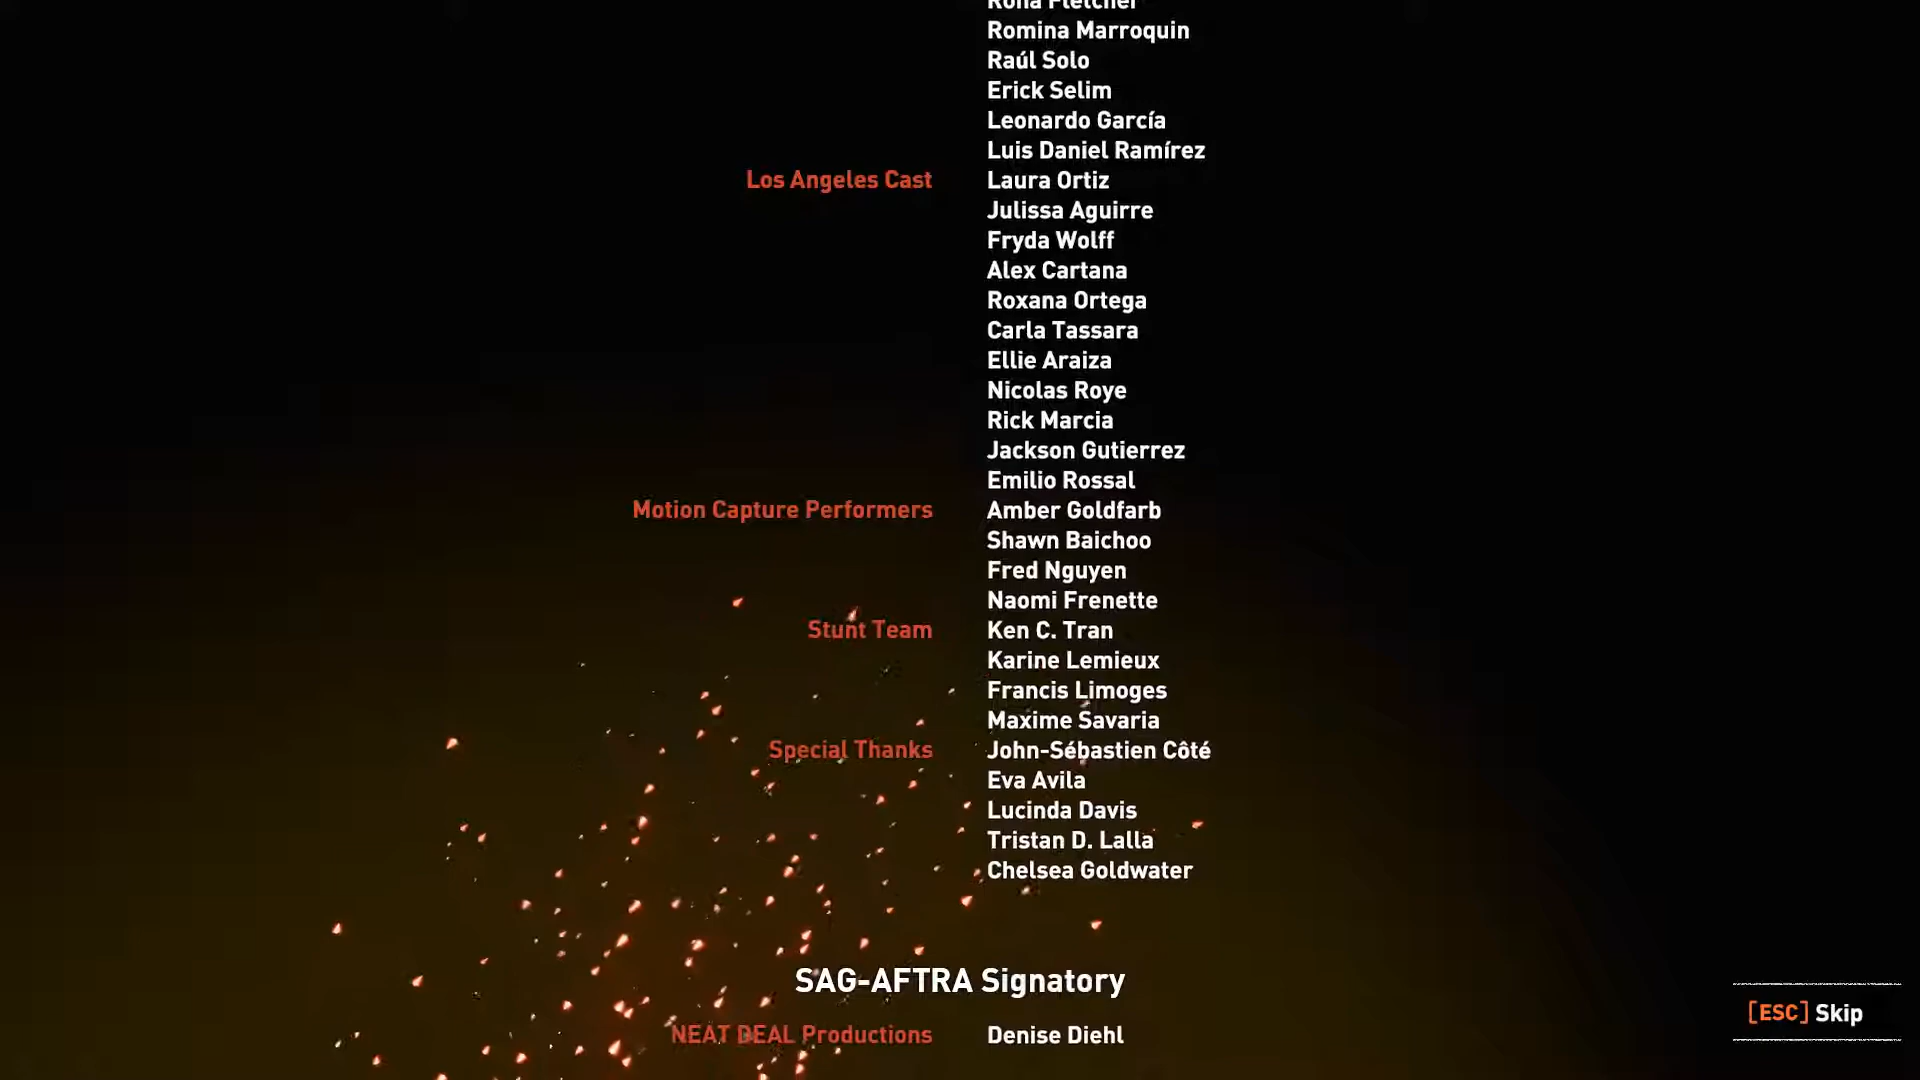 Rona Fletcher
Romina Marroquin
Raúl Solo
Erick Selim
Leonardo García
Luis Daniel Ramírez
Los Angeles Cast Laura Ortiz
Julissa Aguirre
Fryda Wolff
Alex Cartana
Roxana Ortega
Carla Tassara
Ellie Araiza
Nicolas Roye
Rick Marcia
Jackson Gutierrez
Emilio Rossal
Motion Capture Performers Amber Goldfarb
Shawn Baichoo
Fred Nguyen
Naomi Frenette
Stunt Team Ken C. Tran
Karine Lemieux
Francis Limoges
Maxime Savaria
Special Thanks John-Sébastien Côté
Eva Avila
Lucinda Davis
Tristan D. Lalla
Chelsea Goldwater
SAG-AFTRA Signatory
NEAT DEAL Productions Denise Diehl
[ESC] Skip